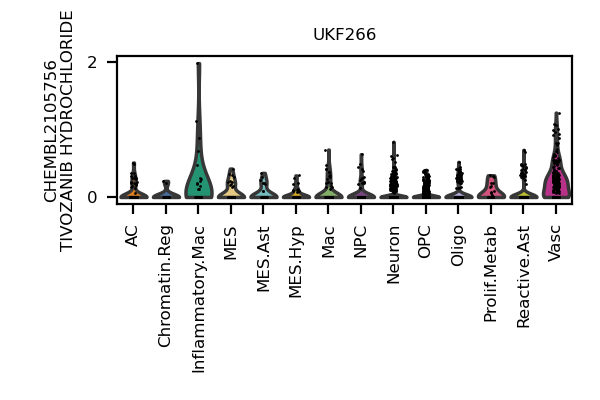 UKF266
CHEMBL2105756
TIVOZANIB HYDROCHLORIDE
2
0
AC
Chromatin.Reg
Inflammatory.Mac
MES
MES.Ast
MES.Hyp
Mac
NPC
Neuron
OPC
Oligo
Prolif.Metab
Reactive.Ast
Vasc